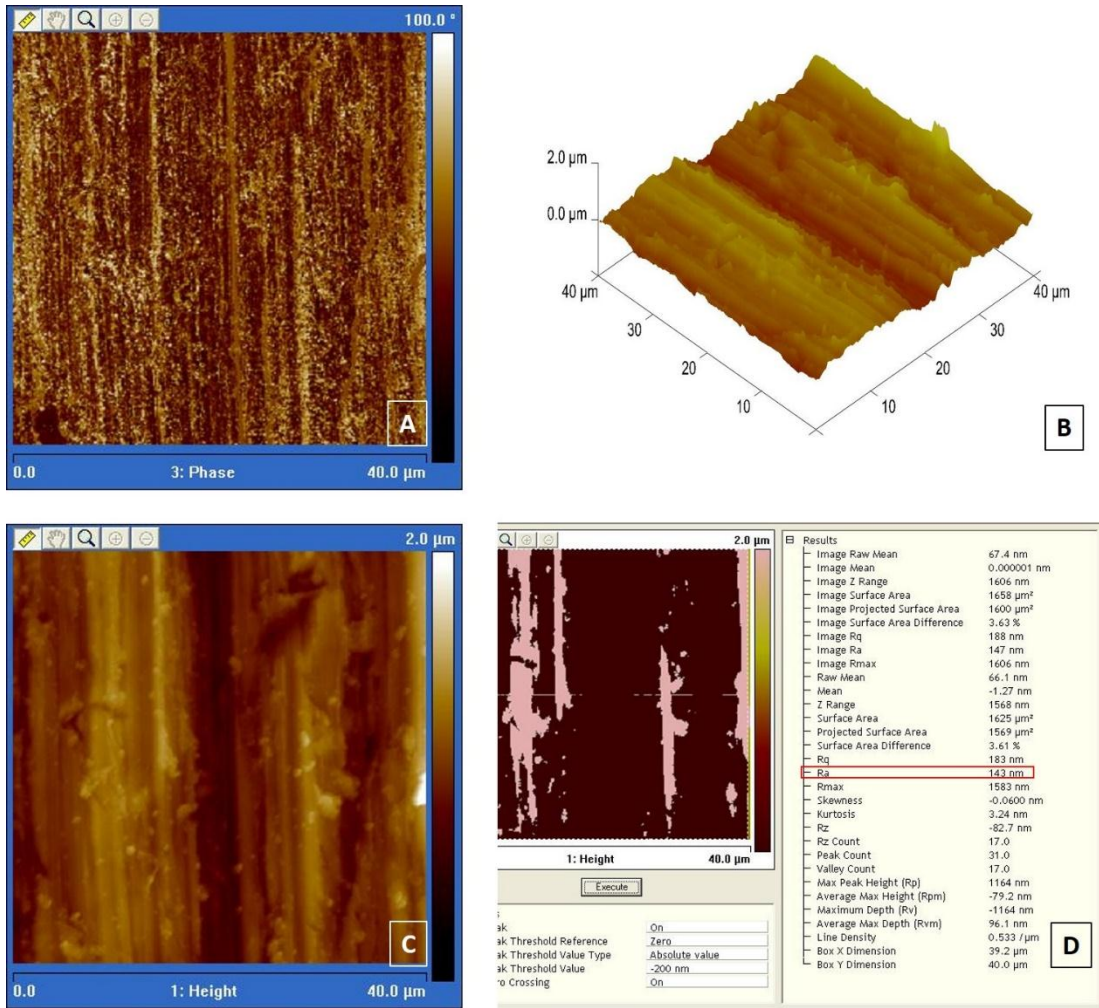 100.0 °
A
0.0 3: Phase 40.0 µm
2.0 µm
0.0 µm
40 µm
40 µm
30
30
20
20
10
10
B
2.0 µm
C
0.0 1: Height 40.0 µm
2.0 µm
1: Height 40.0 µm
Execute
ak On
ak Threshold Reference Zero
ak Threshold Value Type Absolute value
ak Threshold Value -200 nm
ro Crossing On
Results
Image Raw Mean 67.4 nm
Image Mean 0.000001 nm
Image Z Range 1606 nm
Image Surface Area 1658 µm²
Image Projected Surface Area 1600 µm²
Image Surface Area Difference 3.63 %
Image Rq 188 nm
Image Ra 147 nm
Image Rmax 1606 nm
Raw Mean 66.1 nm
Mean -1.27 nm
Z Range 1568 nm
Surface Area 1625 µm²
Projected Surface Area 1569 µm²
Surface Area Difference 3.61 %
Rq 183 nm
Ra 143 nm
Rmax 1583 nm
Skewness -0.0600 nm
Kurtosis 3.24 nm
Rz -82.7 nm
Rz Count 17.0
Peak Count 31.0
Valley Count 17.0
Max Peak Height (Rp) 1164 nm
Average Max Height (Rpm) -79.2 nm
Maximum Depth (Rv) -1164 nm
Average Max Depth (Rvm) 96.1 nm
Line Density 0.533 /µm
Box X Dimension 39.2 µm
Box Y Dimension 40.0 µm
D